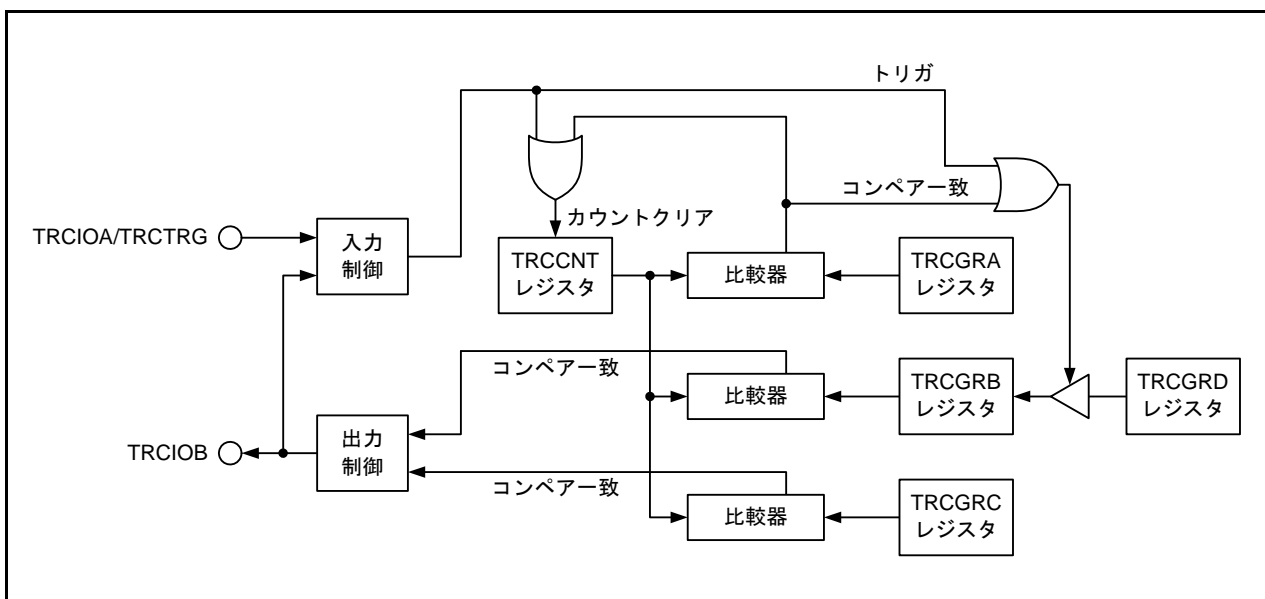 トリガ
コンペアー致
カウントクリア
TRCIOA/TRCTRG
入力
制御
TRCCNT
レジスタ
比較器
TRCGRA
レジスタ
コンペアー致
比較器
TRCGRB
レジスタ
TRCGRD
レジスタ
TRCIOB
出力
制御
コンペアー致
比較器
TRCGRC
レジスタ